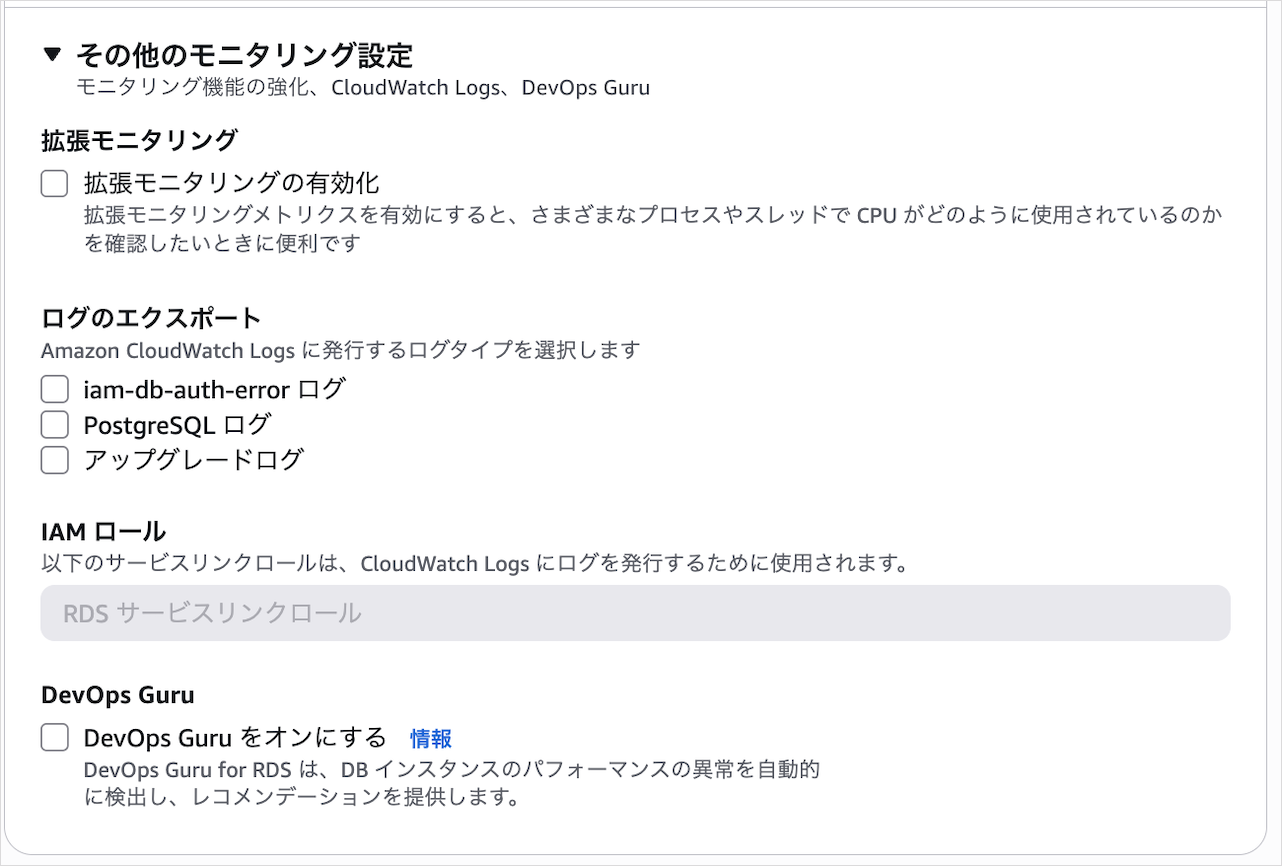 ▼ その他のモニタリング設定
モニタリング機能の強化、CloudWatch Logs、DevOps Guru
拡張モニタリング
拡張モニタリングの有効化
拡張モニタリングメトリクスを有効にすると、さまざまなプロセスやスレッドで CPU がどのように使用されているのか
を確認したいときに便利です
ログのエクスポート
Amazon CloudWatch Logs に発行するログタイプを選択します
iam-db-auth-error ログ
PostgreSQL ログ
アップグレードログ
IAM ロール
以下のサービスリンクロールは、CloudWatch Logs にログを発行するために使用されます。
RDS サービスリンクロール
DevOps Guru
DevOps Guru をオンにする 情報
DevOps Guru for RDS は、DB インスタンスのパフォーマンスの異常を自動的
に検出し、レコメンデーションを提供します。